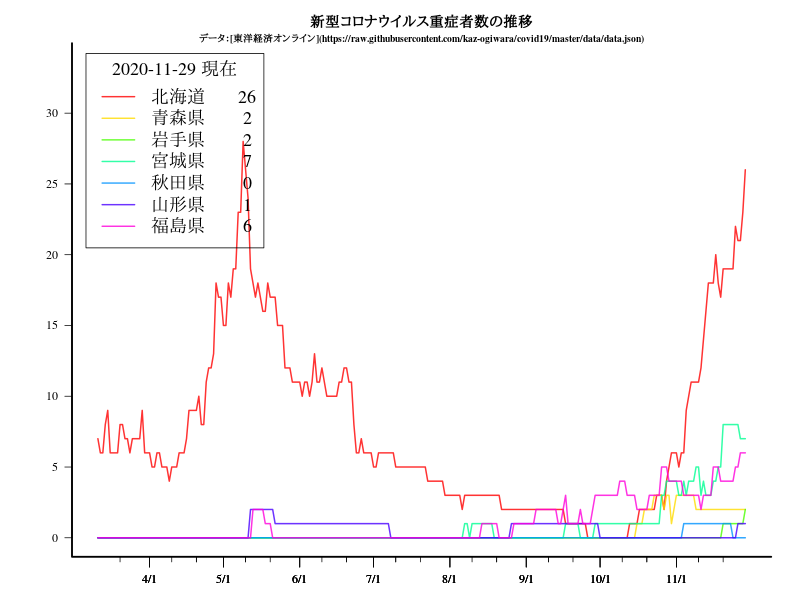 新型コロナウイルス重症者数の推移
データ:[東洋経済オンライン](https://raw.githubusercontent.com/kaz-ogiwara/covid19/master/data/data.json)
2020-11-29 現在
北海道 26
青森県 2
岩手県 2
宮城県 7
秋田県 0
山形県 1
福島県 6
30
25
20
15
10
5
0
4/1 5/1 6/1 7/1 8/1 9/1 10/1 11/1